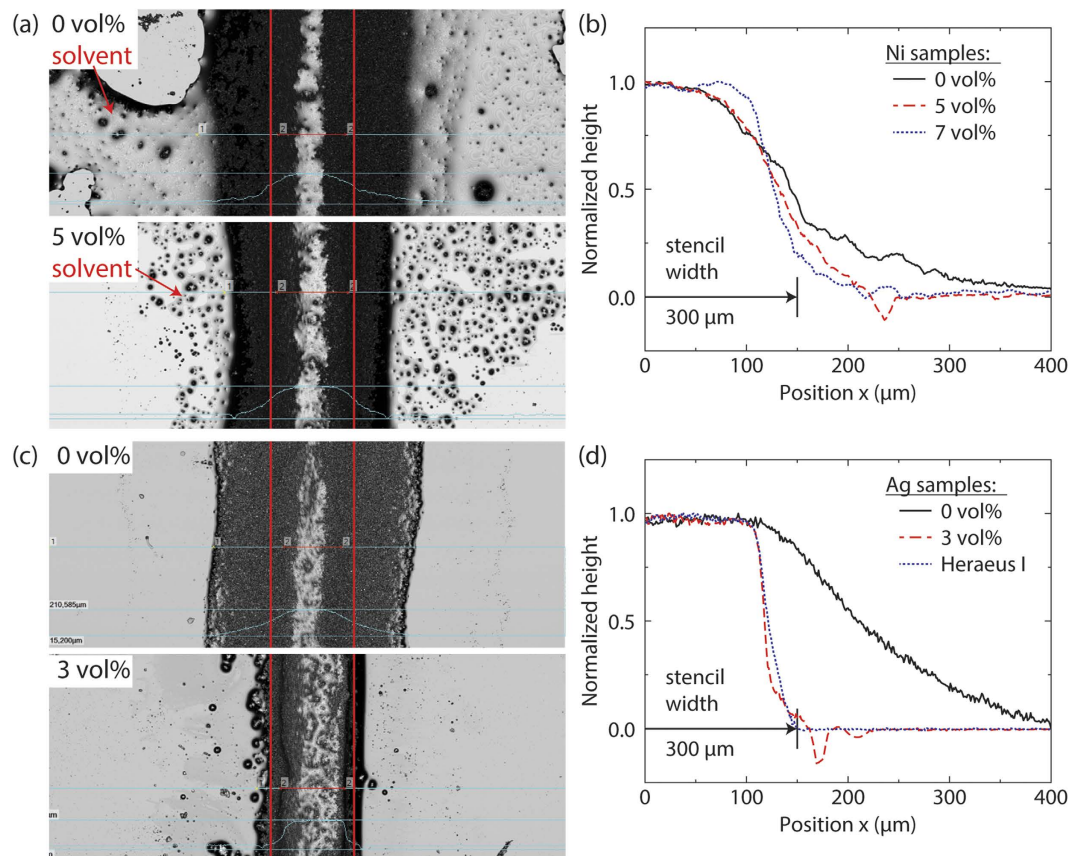 (a)
0 vol%
solvent
1
2
2
5 vol%
solvent
1
2
2
(b)
Normalized height
1.0
0.5
0.0
Ni samples:
0 vol%
5 vol%
7 vol%
stencil
width
300 µm
0
100
200
300
400
Position x (µm)
(c)
0 vol%
1
1
2
2
210,585µm
15,200µm
3 vol%
2
2
(d)
Normalized height
1.0
0.5
0.0
Ag samples:
0 vol%
3 vol%
Heraeus I
stencil
width
300 µm
0
100
200
300
400
Position x (µm)